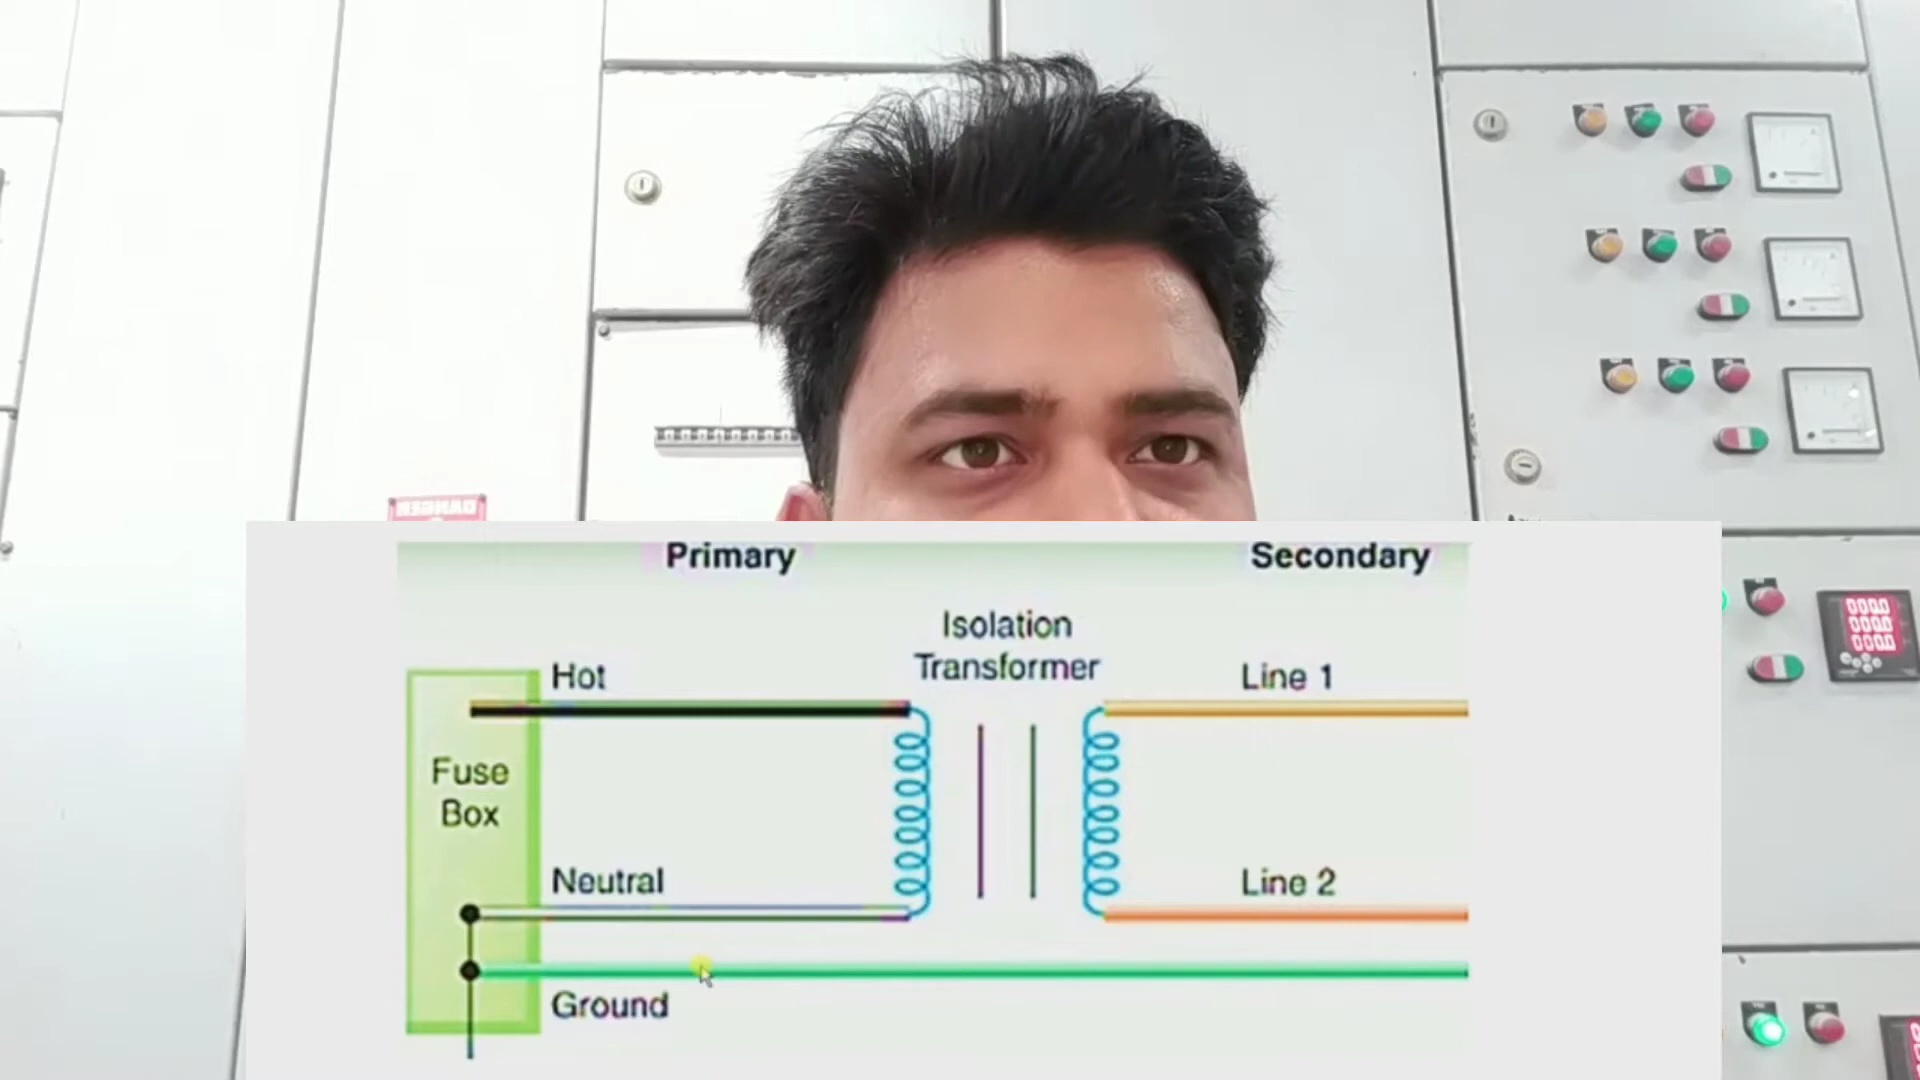 Primary
Secondary
Isolation
Transformer
Hot
Line 1
Fuse
Box
Neutral
Line 2
Ground